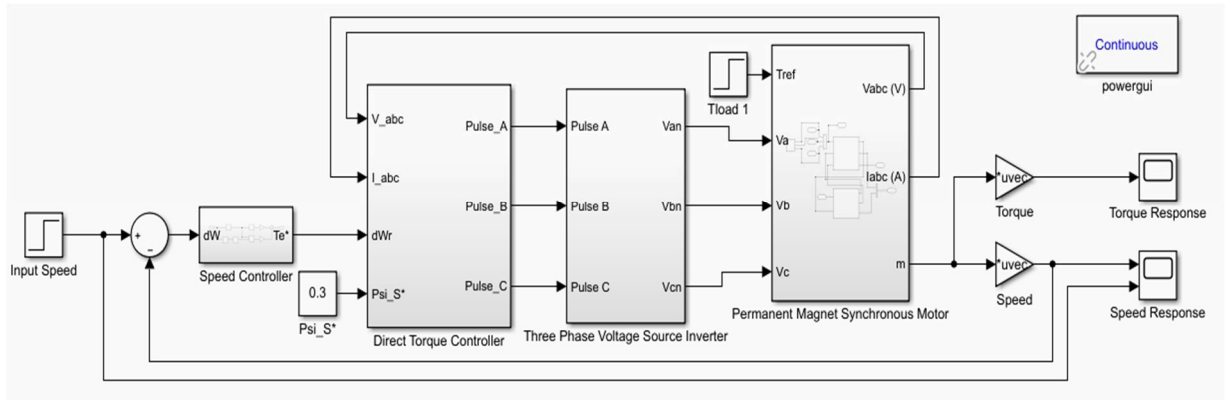 Continuous
powergui
Tload 1
Tref
Va
Vb
Vc
Vabc (V)
Iabc (A)
m
Permanent Magnet Synchronous Motor
V_abc
I_abc
dWr
Psi_S*
Pulse_A
Pulse_B
Pulse_C
Direct Torque Controller
Pulse A
Pulse B
Pulse C
Van
Vbn
Vcn
Three Phase Voltage Source Inverter
Input Speed
+
-
dW
Te*
Speed Controller
0.3
Psi_S*
*uvec
Torque
Torque Response
*uvec
Speed
Speed Response